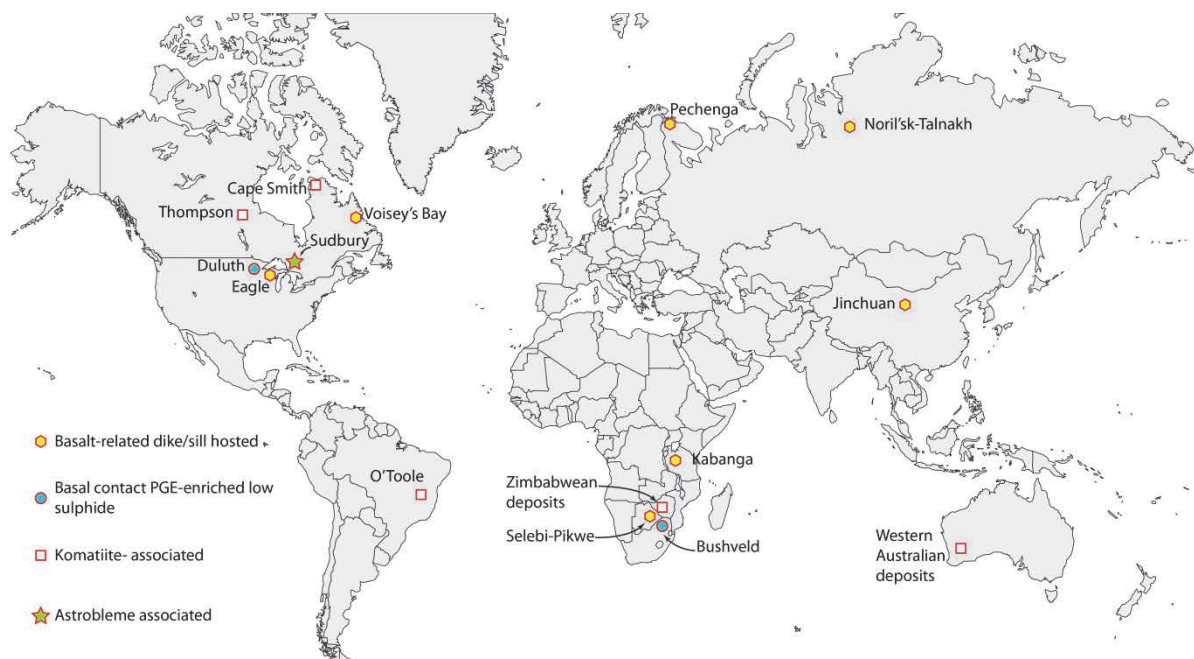 Pechenga
Noril'sk-Talnakh
Cape Smith
Thompson
Voisey's Bay
Sudbury
Duluth
Eagle
Jinchuan
Basalt-related dike/sill hosted
Basal contact PGE-enriched low
sulphide
Komatiite- associated
Astrobleme associated
O'Toole
Kabanga
Zimbabwean
deposits
Selebi-Pikwe
Bushveld
Western
Australian
deposits